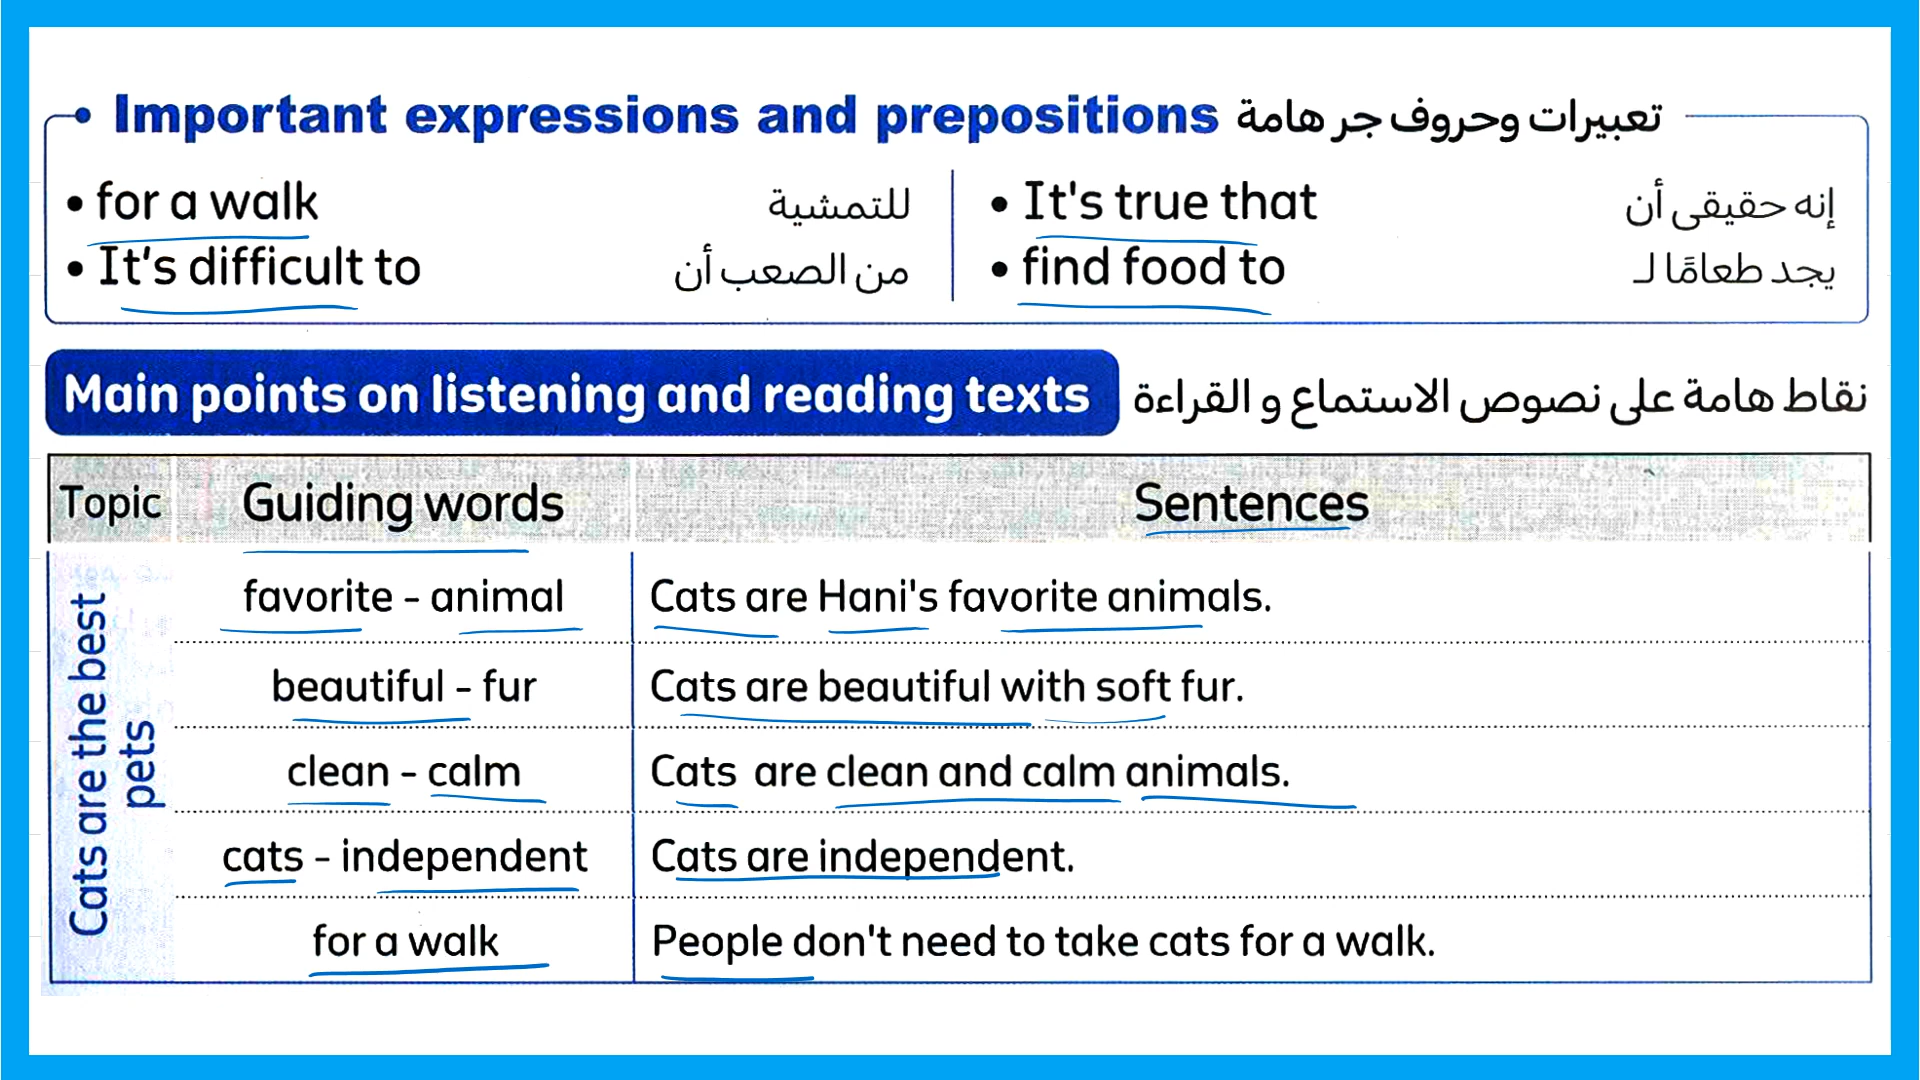 Important expressions and prepositions تعبيرات وحروف جر هامة
• for a walk للتمشية
• It's difficult to من الصعب أن
• It's true that إنه حقيقى أن
• find food to يجد طعامًا لـ
Main points on listening and reading texts نقاط هامة على نصوص الاستماع و القراءة
Topic Guiding words Sentences
Cats are the best
pets
favorite - animal Cats are Hani's favorite animals.
beautiful - fur Cats are beautiful with soft fur.
clean - calm Cats are clean and calm animals.
cats - independent Cats are independent.
for a walk People don't need to take cats for a walk.